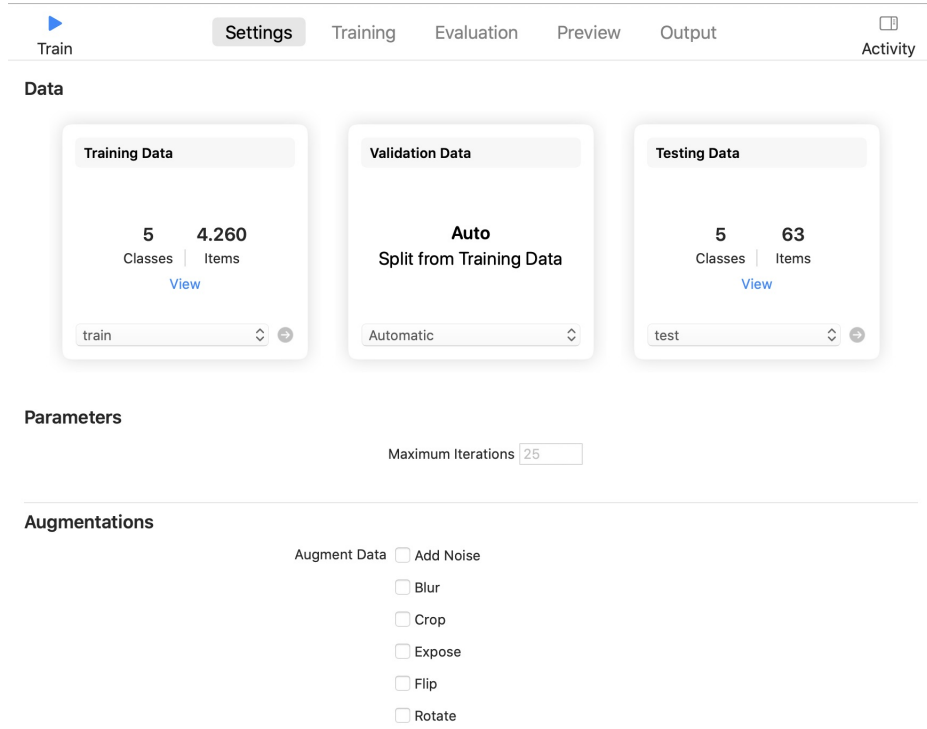 Train
Settings Training Evaluation Preview Output
Activity
Data
Training Data
5 4.260
Classes Items
View
train
Validation Data
Auto
Split from Training Data
Automatic
Testing Data
5 63
Classes Items
View
test
Parameters
Maximum Iterations 25
Augmentations
Augment Data Add Noise
Blur
Crop
Expose
Flip
Rotate